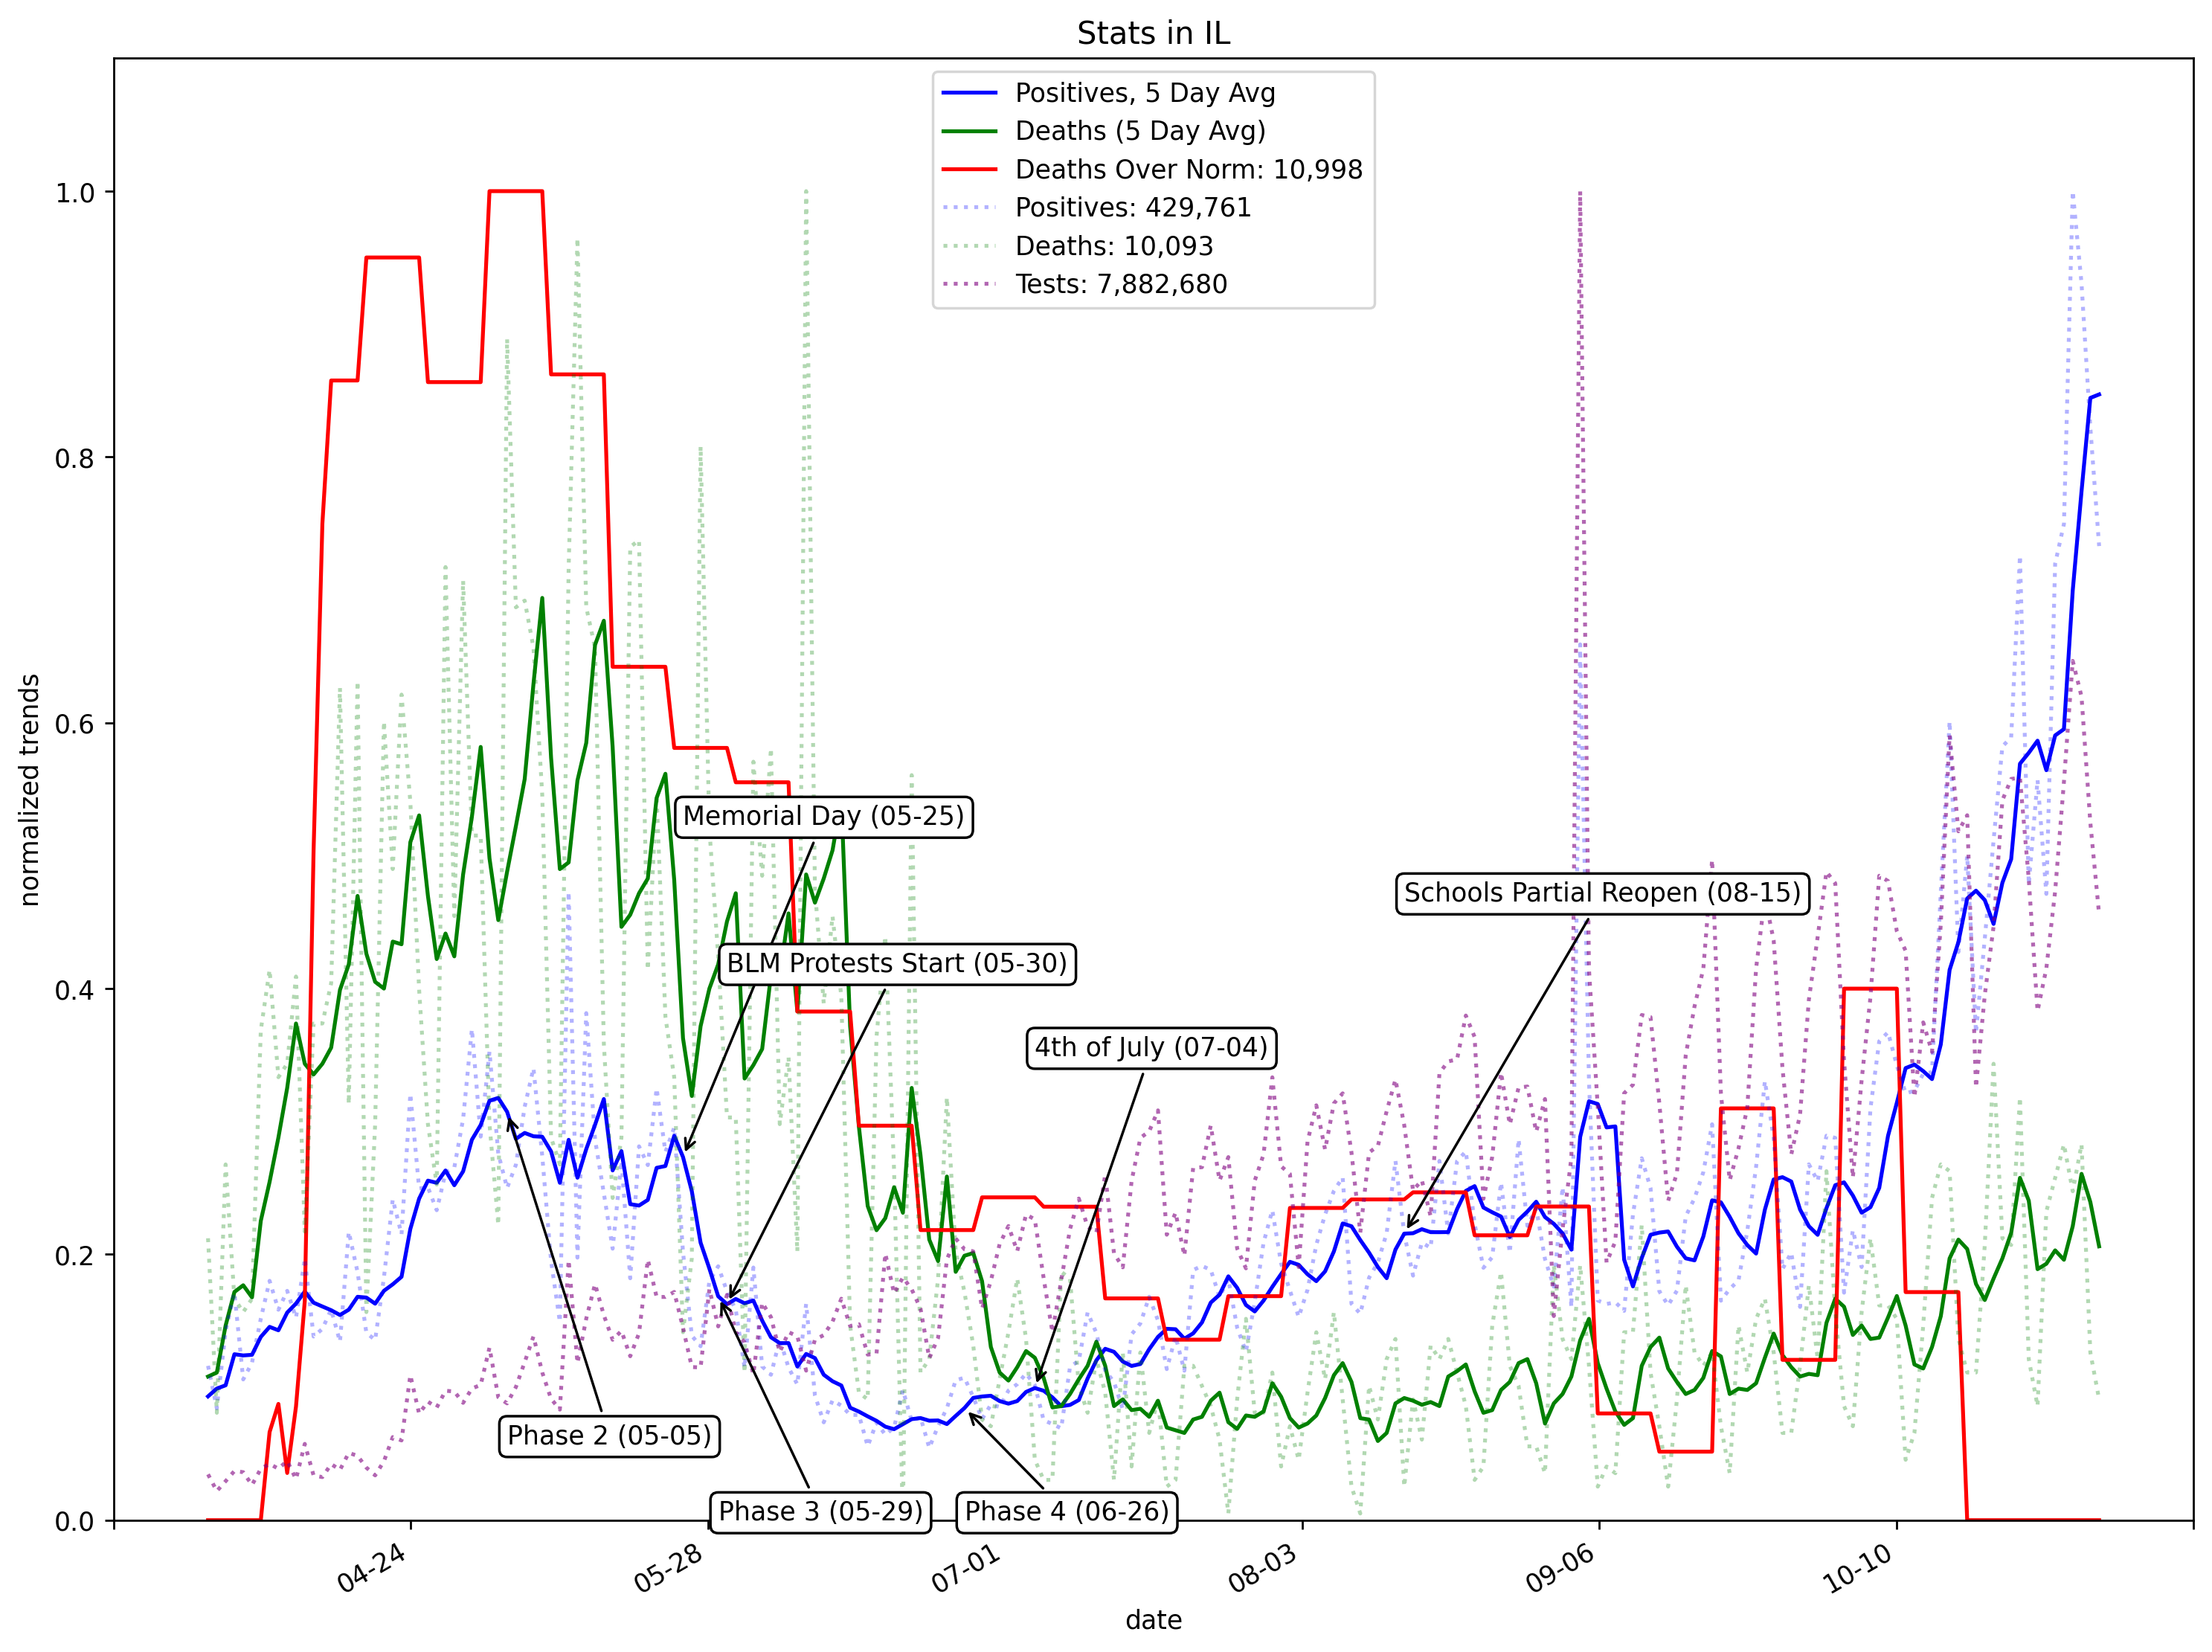 Stats in IL
Positives, 5 Day Avg
Deaths (5 Day Avg)
Deaths Over Norm: 10,998
Positives: 429,761
Deaths: 10,093
Tests: 7,882,680
normalized trends
1.0
0.8
0.6
0.4
0.2
0.0
Memorial Day (05-25)
Schools Partial Reopen (08-15)
BLM Protests Start (05-30)
4th of July (07-04)
Phase 2 (05-05)
Phase 3 (05-29)
Phase 4 (06-26)
04-24
05-28
07-01
08-03
09-06
10-10
date